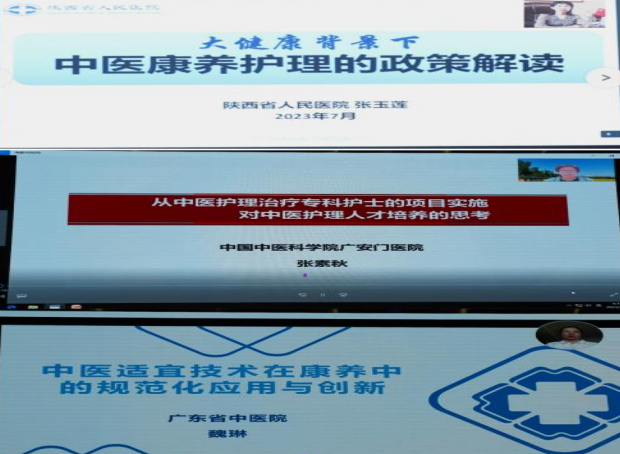 陕西省人民医院
大健康背景下
中医康养护理的政策解读
陕西省人民医院 张玉莲
2023年7月
从中医护理治疗专科护士的项目实施
对中医护理人才培养的思考
中国中医科学院广安门医院
张素秋
中医适宜技术在康养中
的规范化应用与创新
广东省中医院
魏琳